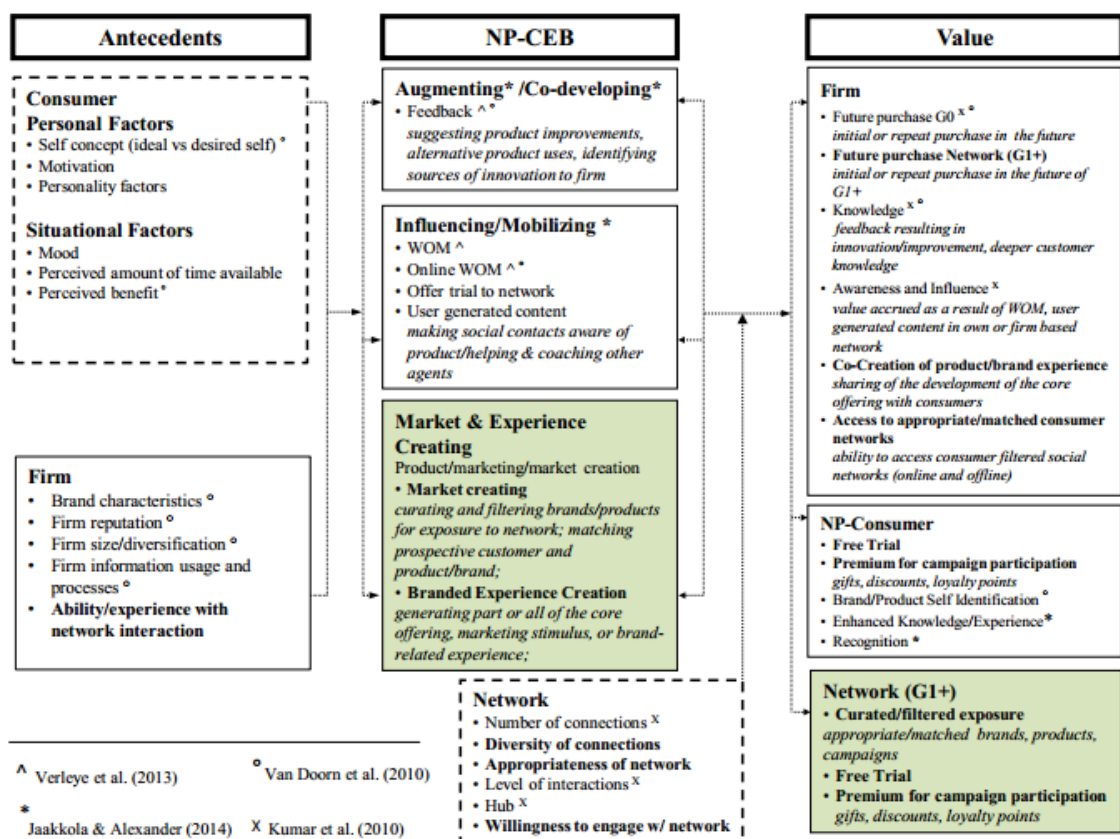 Antecedents
Consumer
Personal Factors
• Self concept (ideal vs desired self) °
• Motivation
• Personality factors
Situational Factors
• Mood
• Perceived amount of time available
• Perceived benefit °
Firm
• Brand characteristics °
• Firm reputation °
• Firm size/diversification °
• Firm information usage and
processes °
• Ability/experience with
network interaction
NP-CEB
Augmenting* /Co-developing*
• Feedback ^ °
suggesting product improvements,
alternative product uses, identifying
sources of innovation to firm
Influencing/Mobilizing *
• WOM ^
• Online WOM ^ °
• Offer trial to network
• User generated content
making social contacts aware of
product/helping & coaching other
agents
Market & Experience
Creating
Product/marketing/market creation
• Market creating
curating and filtering brands/products
for exposure to network; matching
prospective customer and
product/brand;
• Branded Experience Creation
generating part or all of the core
offering, marketing stimulus, or brand-
related experience;
Network
• Number of connections X
• Diversity of connections
• Appropriateness of network
• Level of interactions X
• Hub X
• Willingness to engage w/ network
Value
Firm
• Future purchase G0 X °
initial or repeat purchase in the future
• Future purchase Network (G1+)
initial or repeat purchase in the future of
G1+
• Knowledge X °
feedback resulting in
innovation/improvement, deeper customer
knowledge
• Awareness and Influence X
value accrued as a result of WOM, user
generated content in own or firm based
network
• Co-Creation of product/brand experience
sharing of the development of the core
offering with consumers
• Access to appropriate/matched consumer
networks
ability to access consumer filtered social
networks (online and offline)
NP-Consumer
• Free Trial
• Premium for campaign participation
gifts, discounts, loyalty points
• Brand/Product Self Identification °
• Enhanced Knowledge/Experience*
• Recognition *
Network (G1+)
• Curated/filtered exposure
appropriate/matched brands, products,
campaigns
• Free Trial
• Premium for campaign participation
gifts, discounts, loyalty points
^ Verleye et al. (2013)
° Van Doorn et al. (2010)
* Jaakkola & Alexander (2014)
X Kumar et al. (2010)